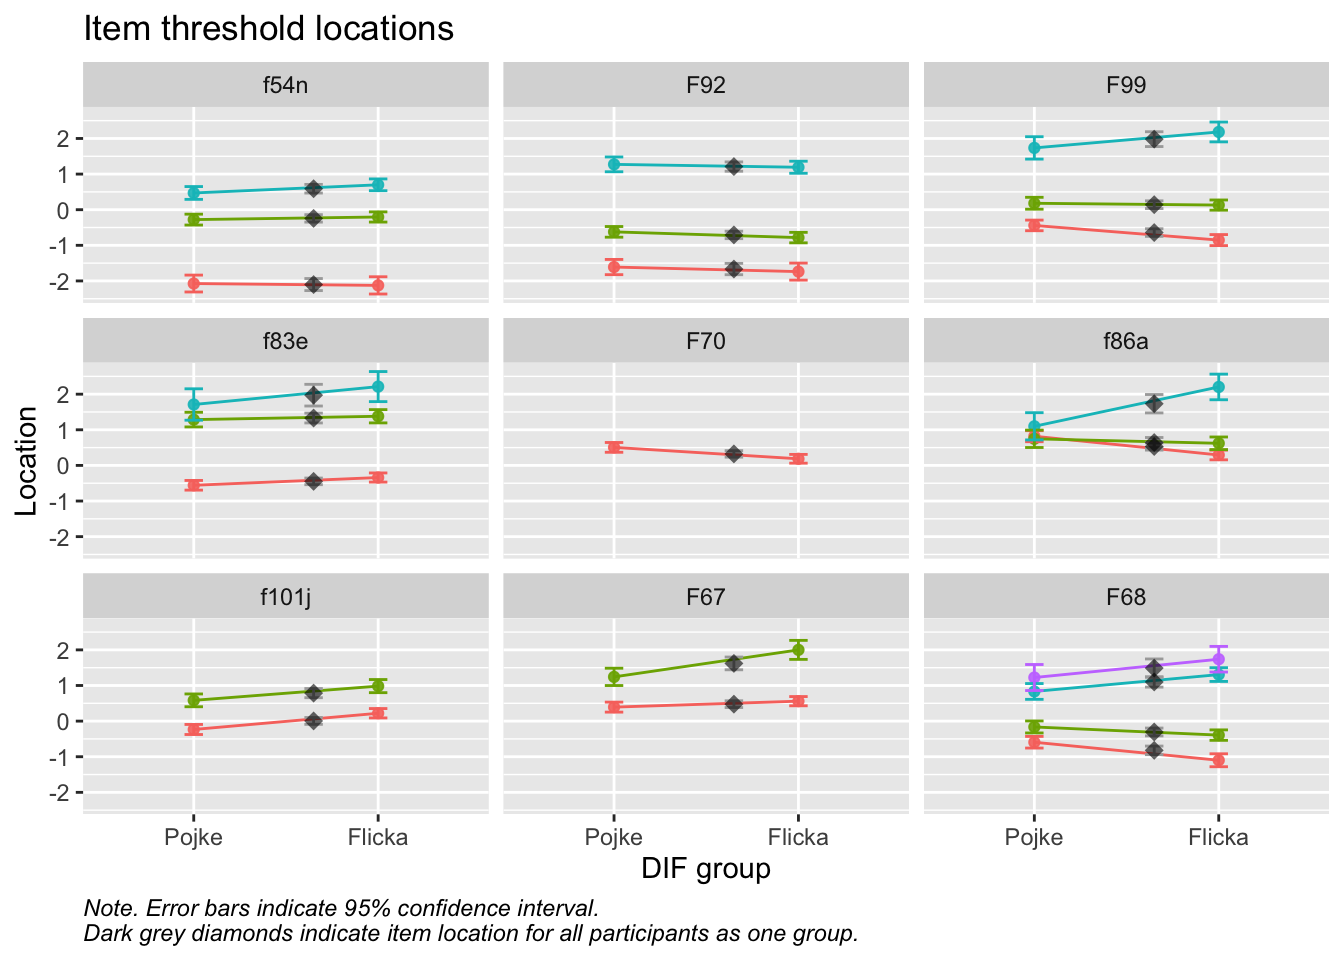 Item threshold locations
f54n F92 F99
2
1
0
-1
-2
f83e F70 f86a
2
1
0
-1
-2
Location
f101j F67 F68
2
1
0
-1
-2
Pojke Flicka Pojke Flicka Pojke Flicka
DIF group
Note. Error bars indicate 95% confidence interval.
Dark grey diamonds indicate item location for all participants as one group.